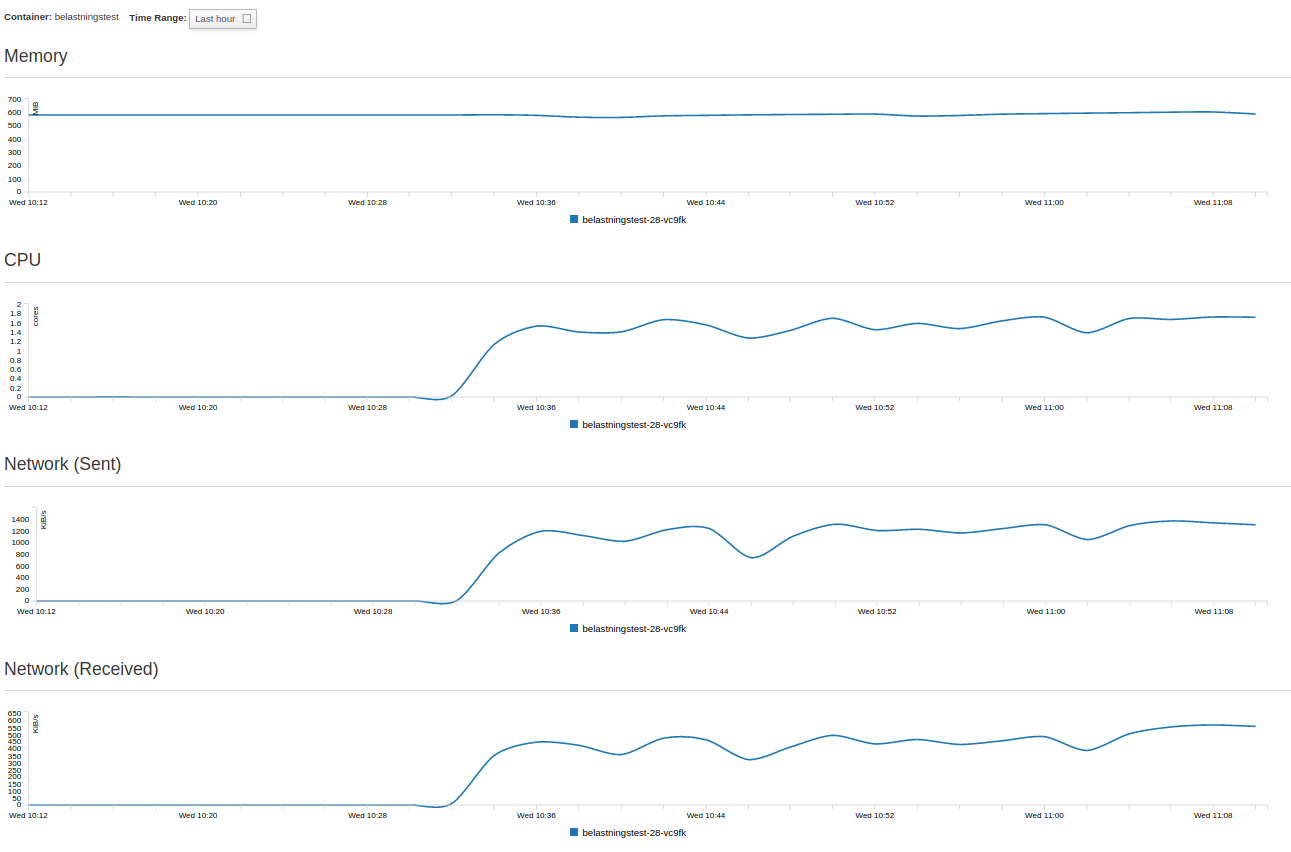 Container: belastningstest Time Range: Last hour
Memory
MiB
700
600
500
400
300
200
100
0
Wed 10:12 Wed 10:20 Wed 10:28 Wed 10:36 Wed 10:44 Wed 10:52 Wed 11:00 Wed 11:08
belastningstest-28-vc9fk
CPU
cores
2
1.8
1.6
1.4
1.2
1
0.8
0.6
0.4
0.2
0
Wed 10:12 Wed 10:20 Wed 10:28 Wed 10:36 Wed 10:44 Wed 10:52 Wed 11:00 Wed 11:08
belastningstest-28-vc9fk
Network (Sent)
KiB/s
1400
1200
1000
800
600
400
200
0
Wed 10:12 Wed 10:20 Wed 10:28 Wed 10:36 Wed 10:44 Wed 10:52 Wed 11:00 Wed 11:08
belastningstest-28-vc9fk
Network (Received)
KiB/s
650
600
550
500
450
400
350
300
250
200
150
100
50
0
Wed 10:12 Wed 10:20 Wed 10:28 Wed 10:36 Wed 10:44 Wed 10:52 Wed 11:00 Wed 11:08
belastningstest-28-vc9fk